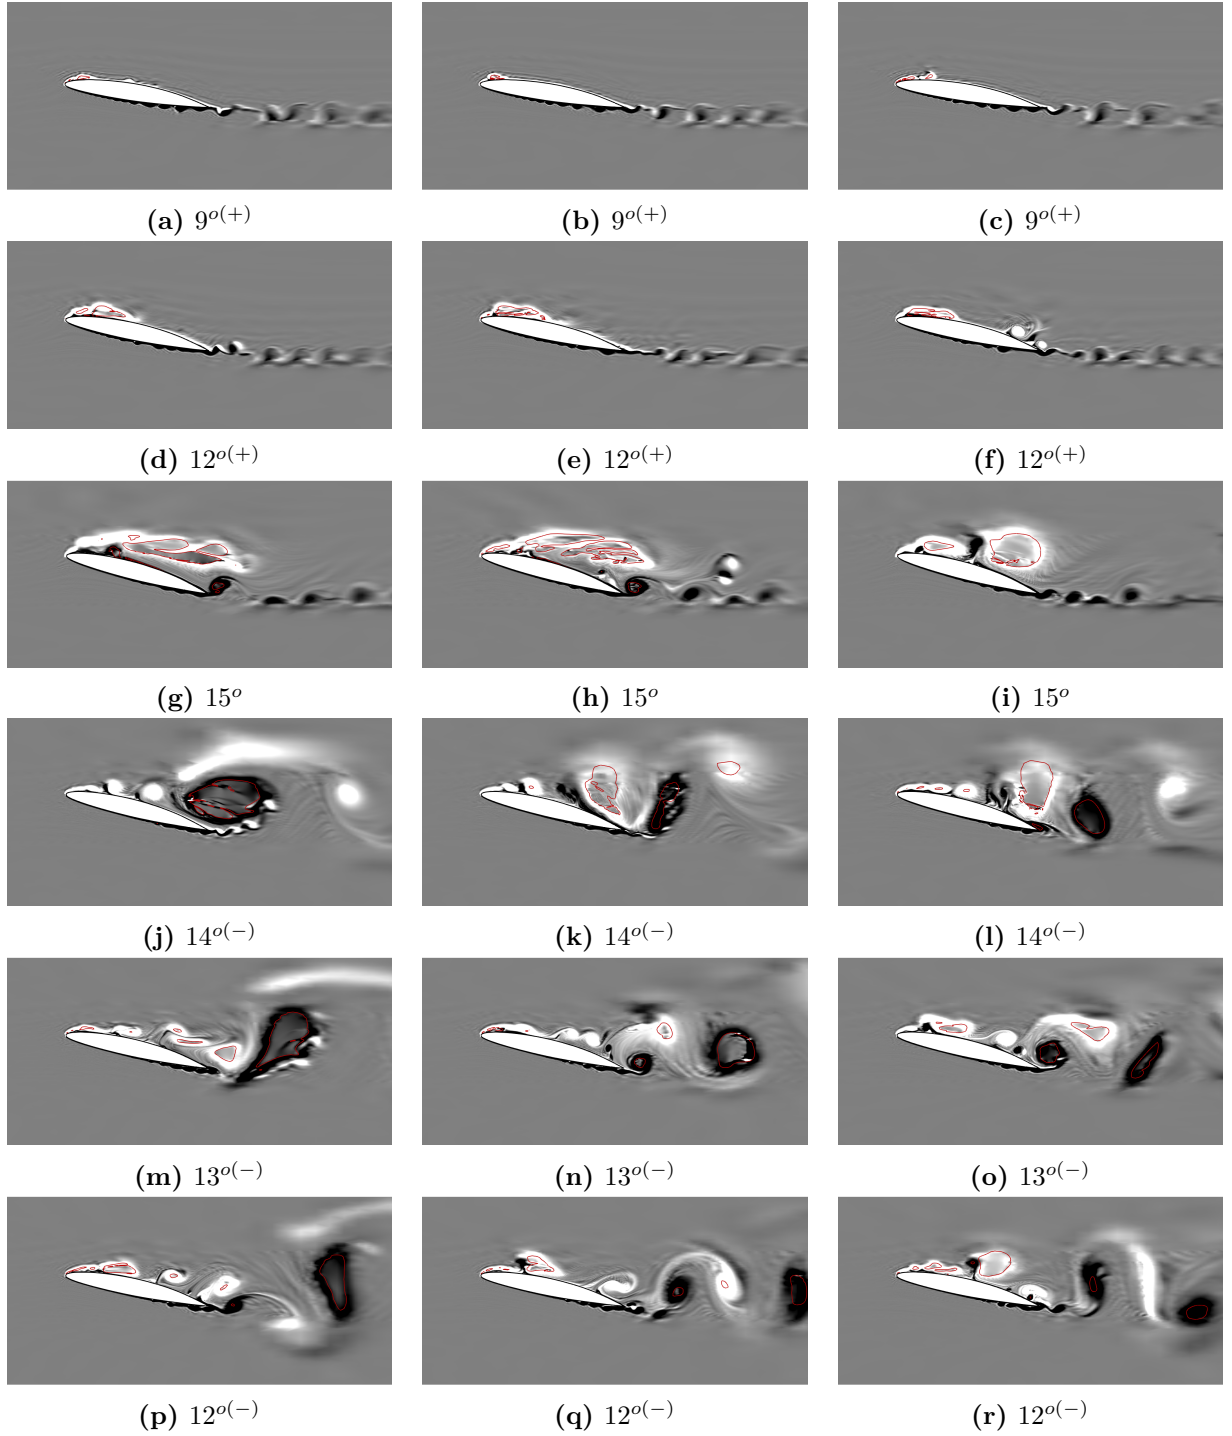 (a) 9^{o(+)} (b) 9^{o(+)} (c) 9^{o(+)}
(d) 12^{o(+)} (e) 12^{o(+)} (f) 12^{o(+)}
(g) 15^{o} (h) 15^{o} (i) 15^{o}
(j) 14^{o(−)} (k) 14^{o(−)} (l) 14^{o(−)}
(m) 13^{o(−)} (n) 13^{o(−)} (o) 13^{o(−)}
(p) 12^{o(−)} (q) 12^{o(−)} (r) 12^{o(−)}